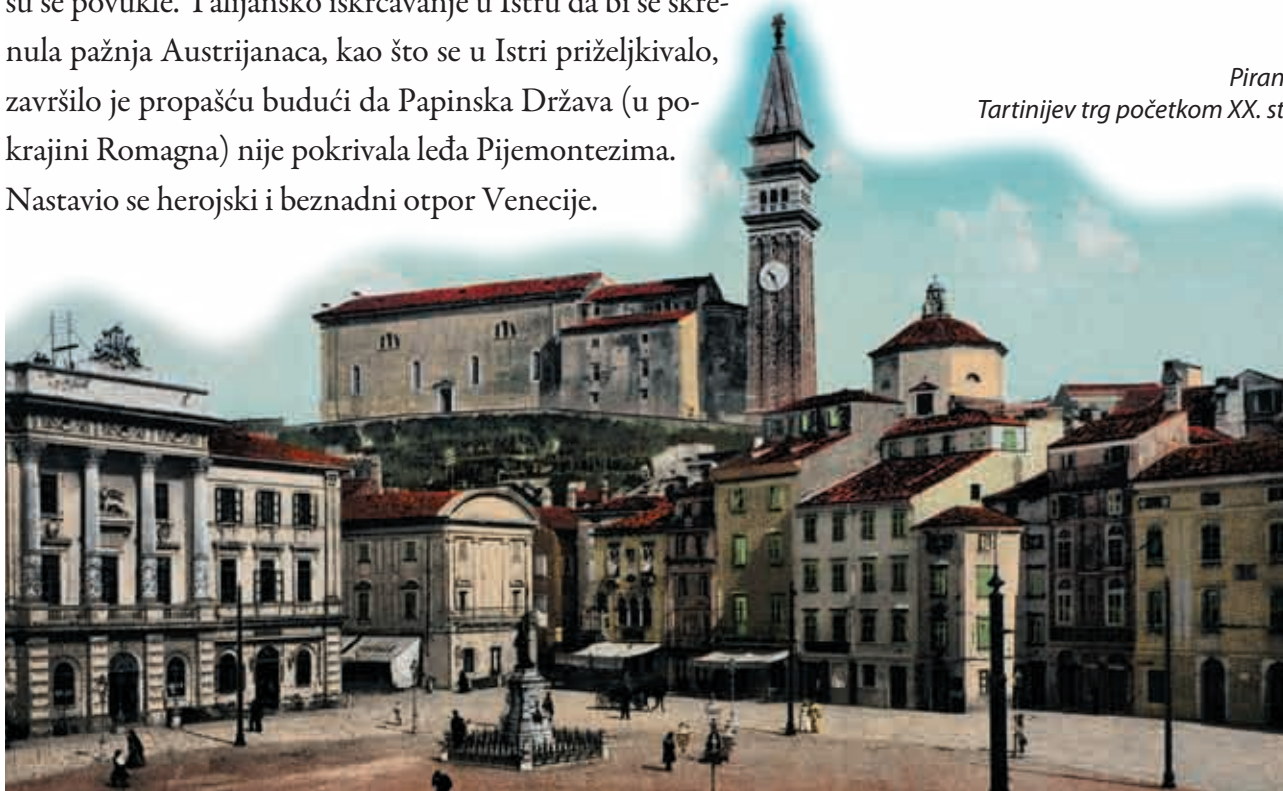 su se povukle. Talijansko iskrcavanje u Istru da bi se skre-
nula pažnja Austrijanaca, kao što se u Istri priželjkivalo,
završilo je propašću budući da Papinska Država (u po-
krajini Romagna) nije pokrivala leđa Pijemontezima.
Nastavio se herojski i beznadni otpor Venecije.
Piran
Tartinijev trg početkom XX. st